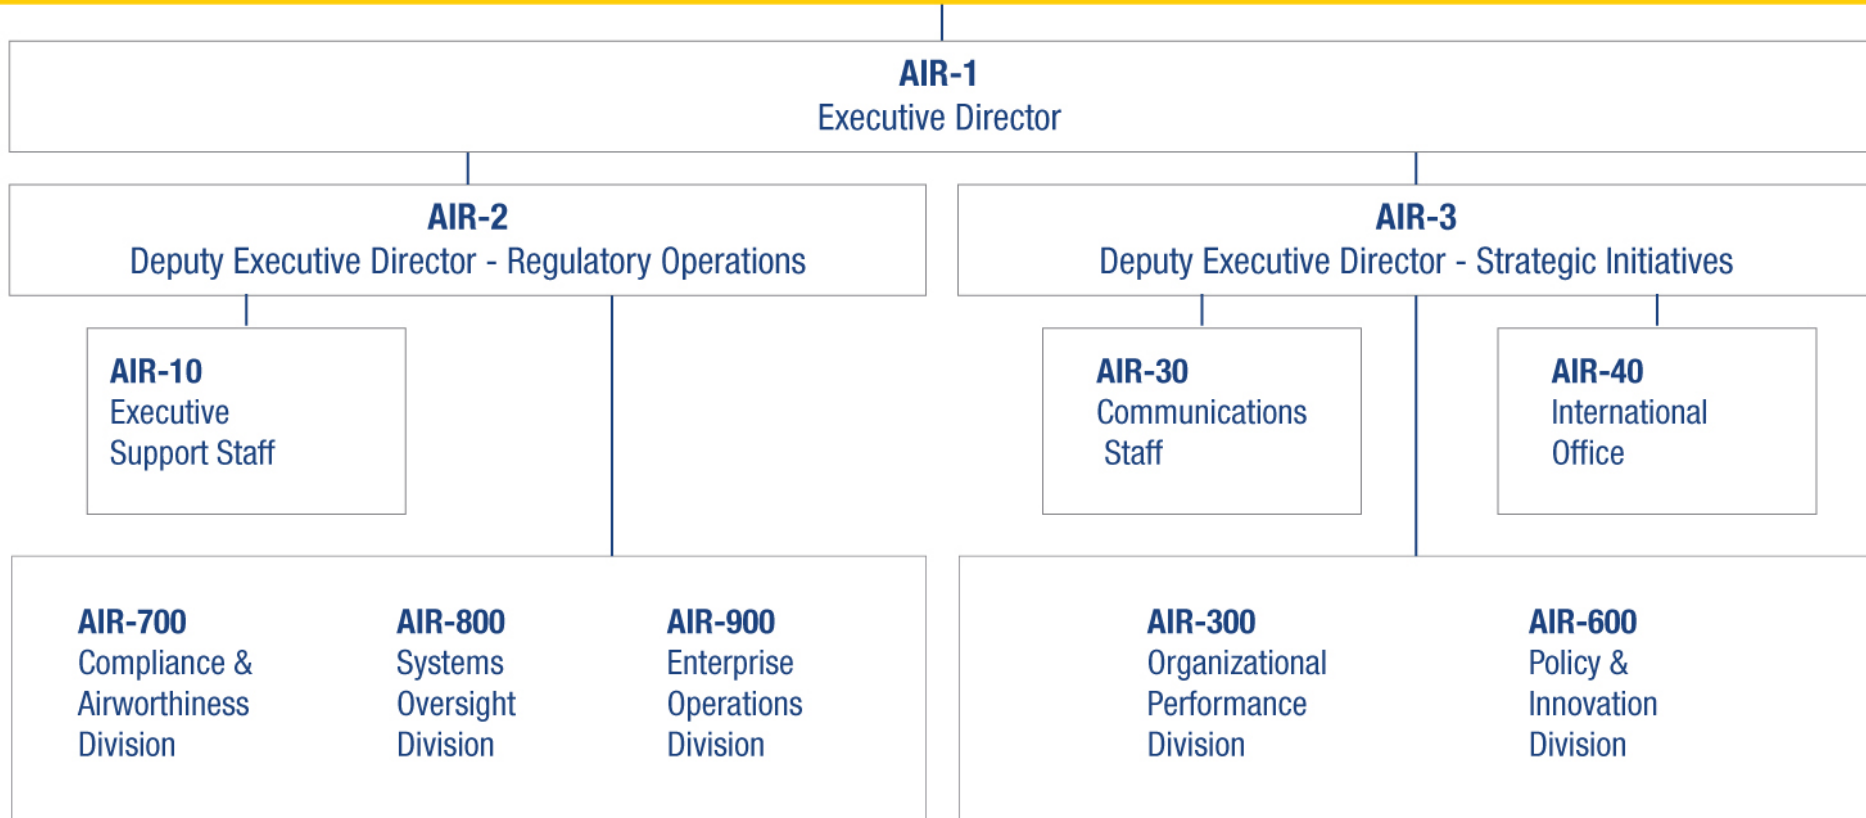 AIR-1
Executive Director
AIR-2
Deputy Executive Director - Regulatory Operations
AIR-3
Deputy Executive Director - Strategic Initiatives
AIR-10
Executive
Support Staff
AIR-30
Communications
Staff
AIR-40
International
Office
AIR-700
Compliance &
Airworthiness
Division
AIR-800
Systems
Oversight
Division
AIR-900
Enterprise
Operations
Division
AIR-300
Organizational
Performance
Division
AIR-600
Policy &
Innovation
Division